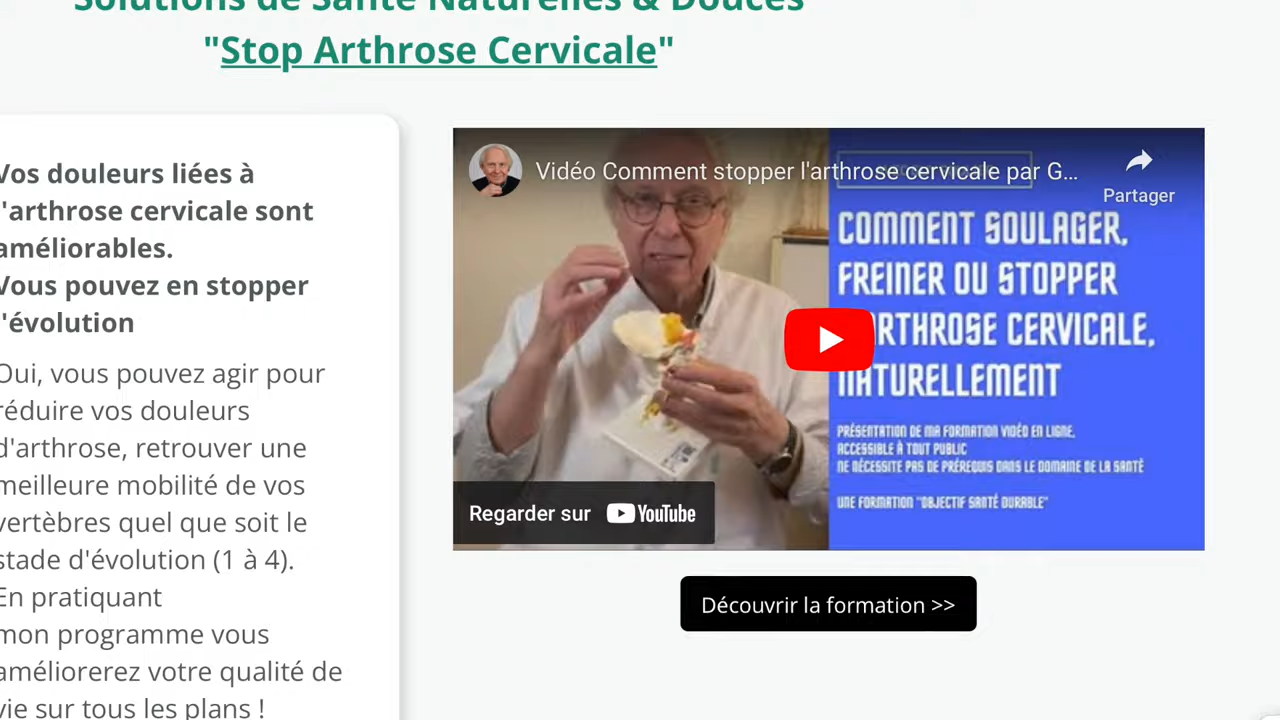 Solutions de Santé Naturelles & Douces
"Stop Arthrose Cervicale"
Vos douleurs liées à
l'arthrose cervicale sont
améliorables.
Vous pouvez en stopper
l'évolution
Oui, vous pouvez agir pour
réduire vos douleurs
d'arthrose, retrouver une
meilleure mobilité de vos
vertèbres quel que soit le
stade d'évolution (1 à 4).
En pratiquant
mon programme vous
améliorerez votre qualité de
vie sur tous les plans !
Vidéo Comment stopper l'arthrose cervicale par G...
Partager
COMMENT SOULAGER,
FREINER OU STOPPER
ARTHROSE CERVICALE,
NATURELLEMENT
PRÉSENTATION DE MA FORMATION VIDÉO EN LIGNE,
ACCESSIBLE À TOUT PUBLIC
NE NÉCESSITE PAS DE PRÉREQUIS DANS LE DOMAINE DE LA SANTÉ
UNE FORMATION "OBJECTIF SANTÉ DURABLE"
Regarder sur YouTube
Découvrir la formation >>